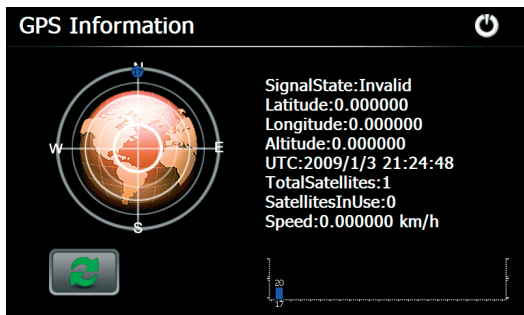 GPS Information
N
17
W
E
S
SignalState:Invalid
Latitude:0.000000
Longitude:0.000000
Altitude:0.000000
UTC:2009/1/3 21:24:48
TotalSatellites:1
SatellitesInUse:0
Speed:0.000000 km/h
20
17